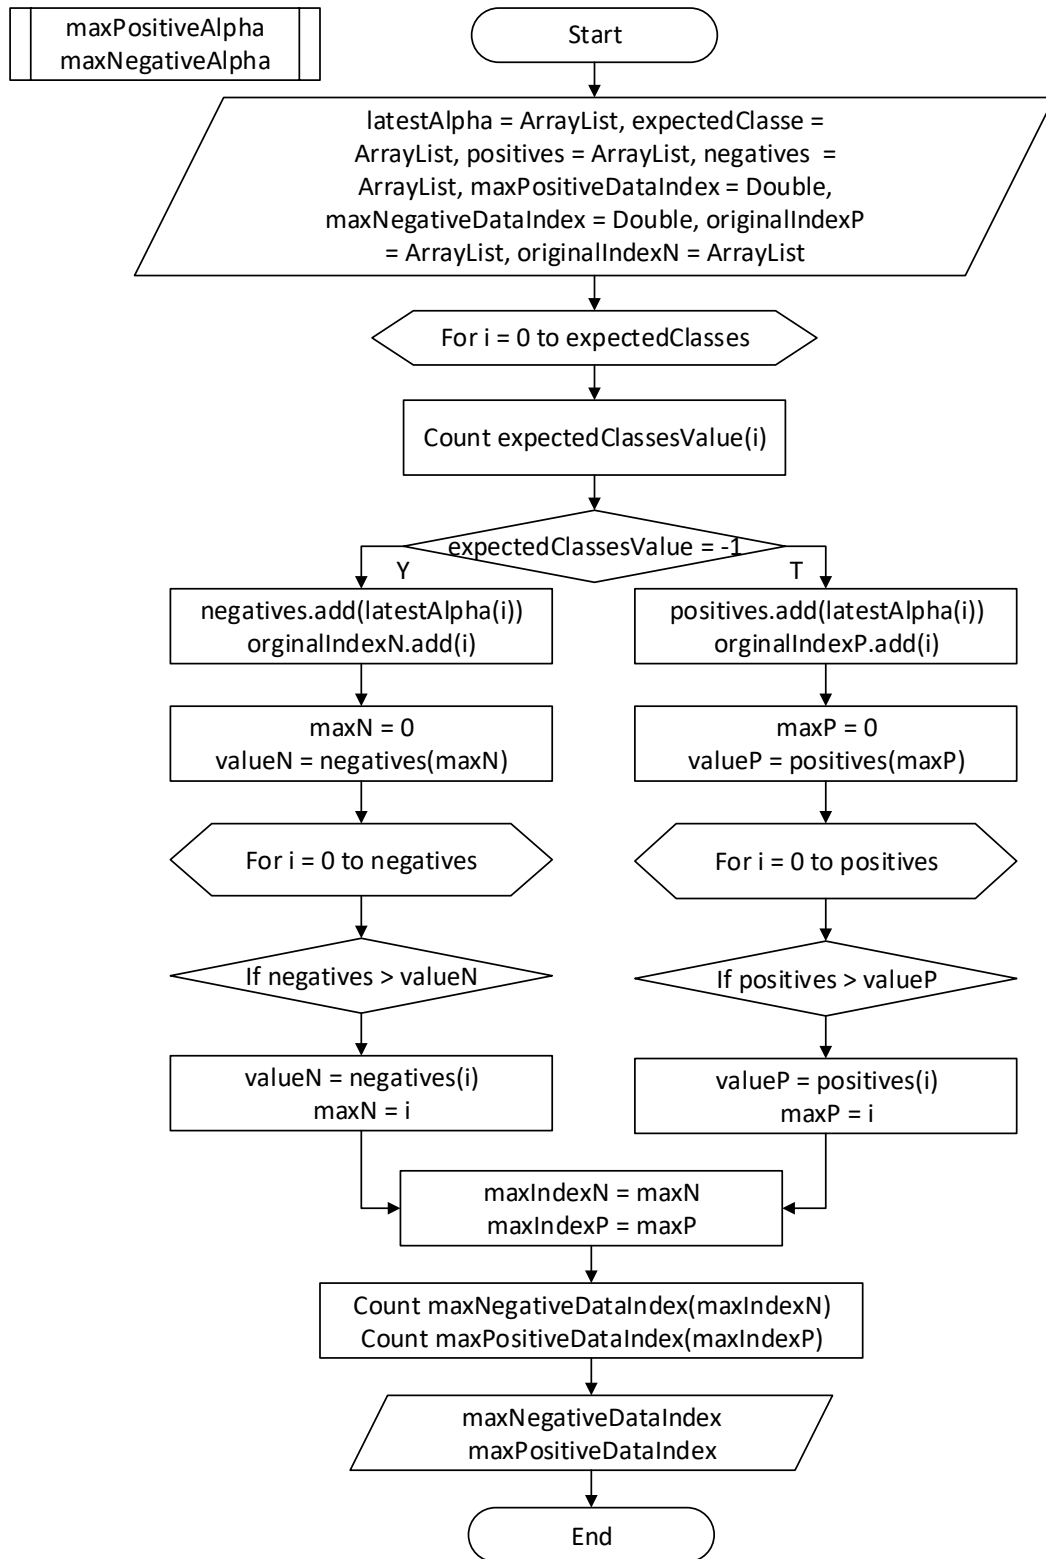 maxPositiveAlpha
maxNegativeAlpha
Start
latestAlpha = ArrayList, expectedClasse =
ArrayList, positives = ArrayList, negatives =
ArrayList, maxPositiveDataIndex = Double,
maxNegativeDataIndex = Double, originalIndexP
= ArrayList, originalIndexN = ArrayList
For i = 0 to expectedClasses
Count expectedClassesValue(i)
expectedClassesValue = -1
Y
T
negatives.add(latestAlpha(i))
orginalIndexN.add(i)
positives.add(latestAlpha(i))
orginalIndexP.add(i)
maxN = 0
valueN = negatives(maxN)
maxP = 0
valueP = positives(maxP)
For i = 0 to negatives
For i = 0 to positives
If negatives > valueN
If positives > valueP
valueN = negatives(i)
maxN = i
valueP = positives(i)
maxP = i
maxIndexN = maxN
maxIndexP = maxP
Count maxNegativeDataIndex(maxIndexN)
Count maxPositiveDataIndex(maxIndexP)
maxNegativeDataIndex
maxPositiveDataIndex
End